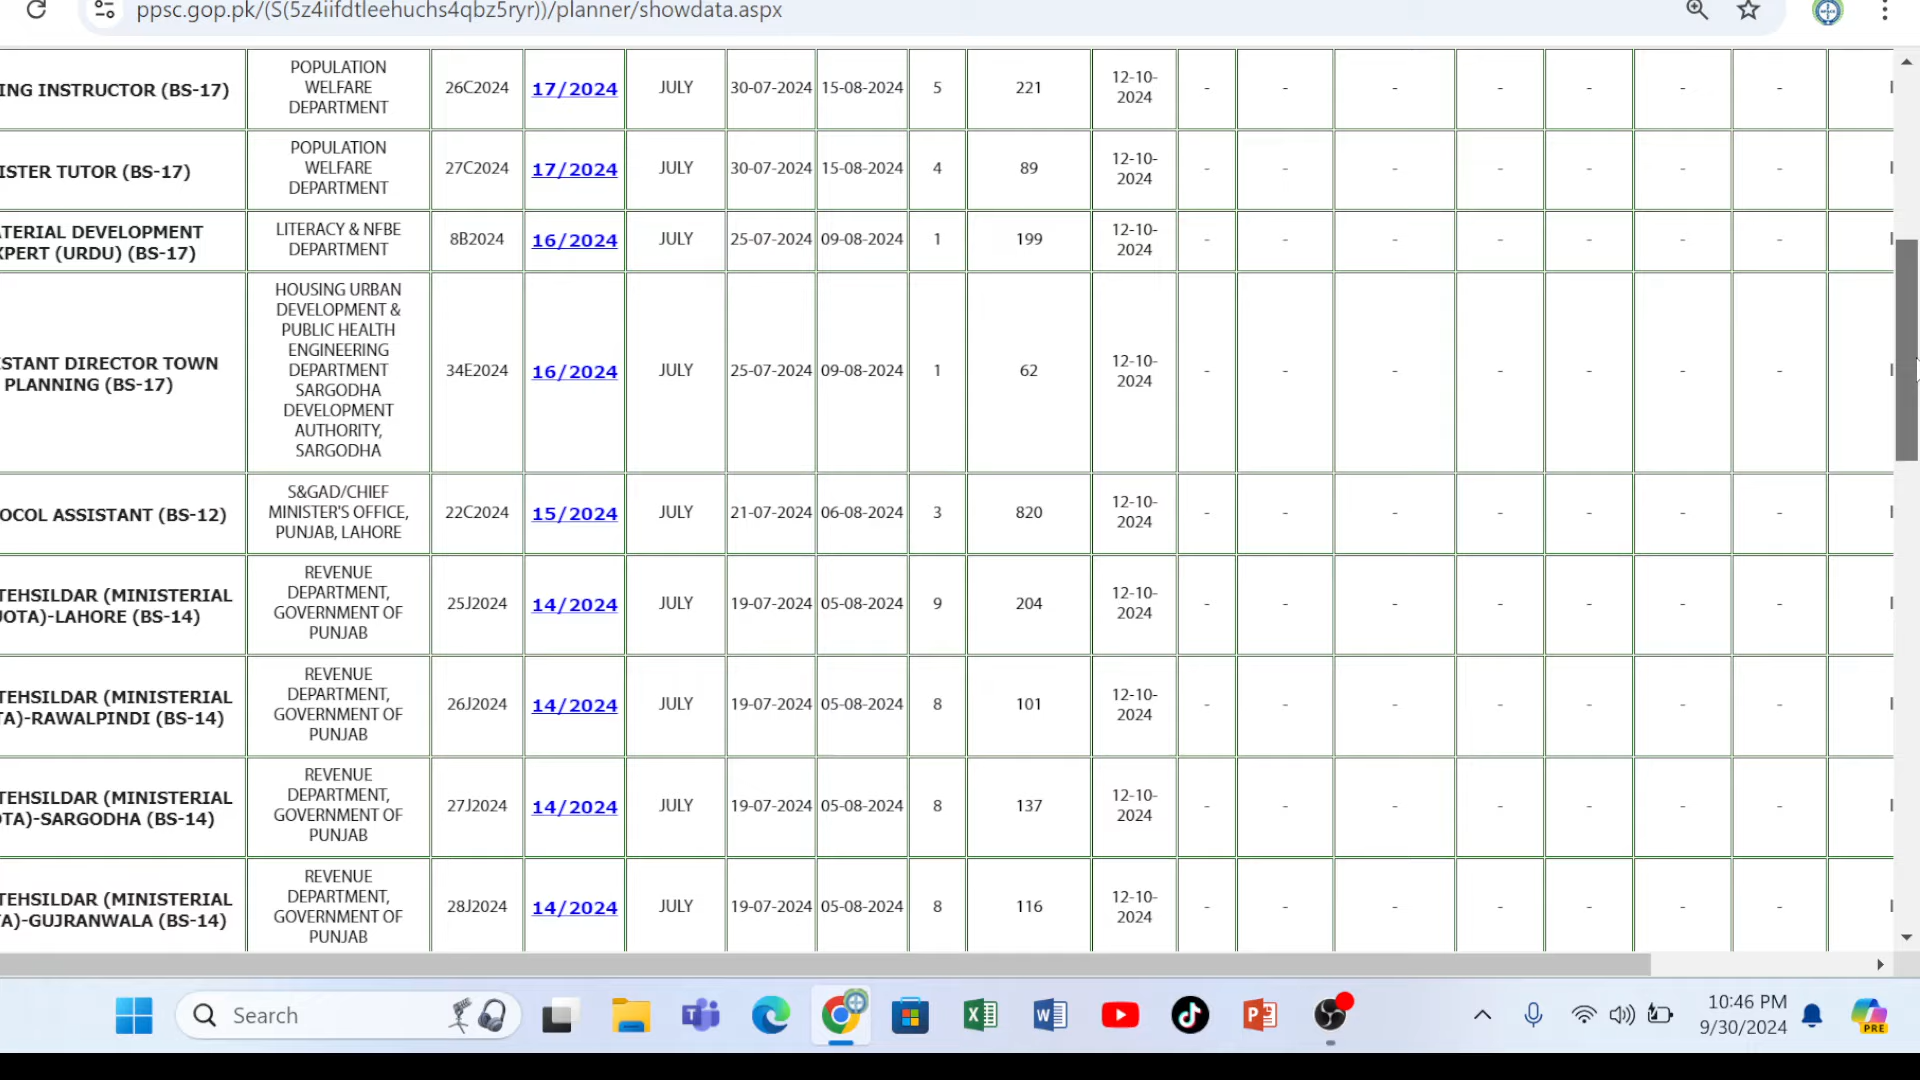 ppsc.gop.pk/(S(5z4iifdtleehuchs4qbz5ryr))/planner/showdata.aspx
ING INSTRUCTOR (BS-17)
POPULATION
WELFARE
DEPARTMENT
26C2024
17/2024
JULY
30-07-2024
15-08-2024
5
221
12-10-
2024
- - - - - - -
ISTER TUTOR (BS-17)
POPULATION
WELFARE
DEPARTMENT
27C2024
17/2024
JULY
30-07-2024
15-08-2024
4
89
12-10-
2024
- - - - - - -
ATERIAL DEVELOPMENT
XPERT (URDU) (BS-17)
LITERACY & NFBE
DEPARTMENT
8B2024
16/2024
JULY
25-07-2024
09-08-2024
1
199
12-10-
2024
- - - - - - -
ISTANT DIRECTOR TOWN
PLANNING (BS-17)
HOUSING URBAN
DEVELOPMENT &
PUBLIC HEALTH
ENGINEERING
DEPARTMENT
SARGODHA
DEVELOPMENT
AUTHORITY,
SARGODHA
34E2024
16/2024
JULY
25-07-2024
09-08-2024
1
62
12-10-
2024
- - - - - - -
OCOL ASSISTANT (BS-12)
S&GAD/CHIEF
MINISTER'S OFFICE,
PUNJAB, LAHORE
22C2024
15/2024
JULY
21-07-2024
06-08-2024
3
820
12-10-
2024
- - - - - - -
TEHSILDAR (MINISTERIAL
UOTA)-LAHORE (BS-14)
REVENUE
DEPARTMENT,
GOVERNMENT OF
PUNJAB
25J2024
14/2024
JULY
19-07-2024
05-08-2024
9
204
12-10-
2024
- - - - - - -
TEHSILDAR (MINISTERIAL
TA)-RAWALPINDI (BS-14)
REVENUE
DEPARTMENT,
GOVERNMENT OF
PUNJAB
26J2024
14/2024
JULY
19-07-2024
05-08-2024
8
101
12-10-
2024
- - - - - - -
TEHSILDAR (MINISTERIAL
OTA)-SARGODHA (BS-14)
REVENUE
DEPARTMENT,
GOVERNMENT OF
PUNJAB
27J2024
14/2024
JULY
19-07-2024
05-08-2024
8
137
12-10-
2024
- - - - - - -
TEHSILDAR (MINISTERIAL
A)-GUJRANWALA (BS-14)
REVENUE
DEPARTMENT,
GOVERNMENT OF
PUNJAB
28J2024
14/2024
JULY
19-07-2024
05-08-2024
8
116
12-10-
2024
- - - - - - -
Search
10:46 PM
9/30/2024
PRE